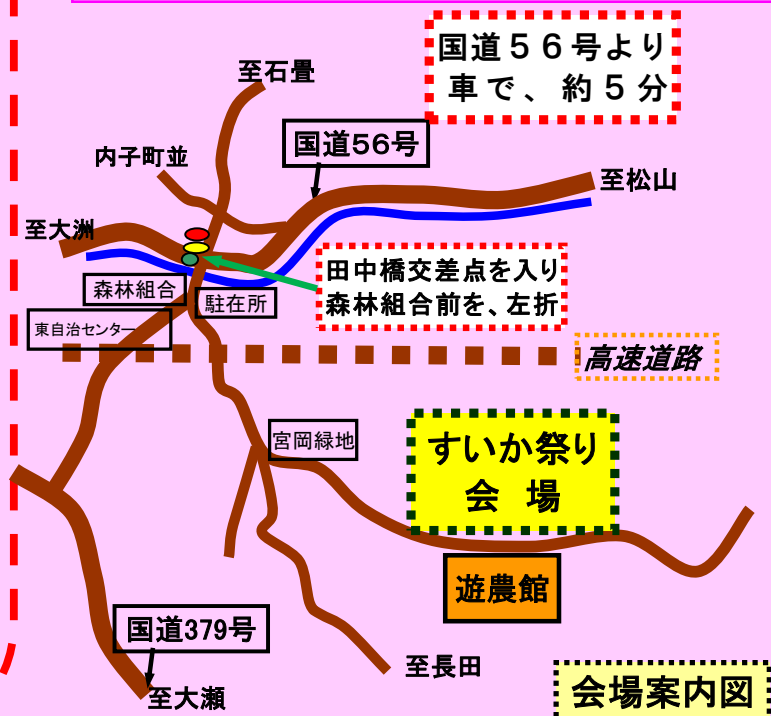 国道５６号より
車で、約５分
至石畳
国道56号
内子町並
至松山
至大洲
田中橋交差点を入り
森林組合前を、左折
森林組合
駐在所
東自治センター
高速道路
すいか祭り
会場
宮岡緑地
遊農館
国道379号
至長田
至大瀬
会場案内図